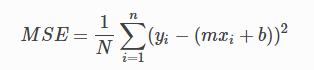 MSE = \frac{1}{N} \sum_{i=1}^{n} (y_i - (mx_i + b))^2